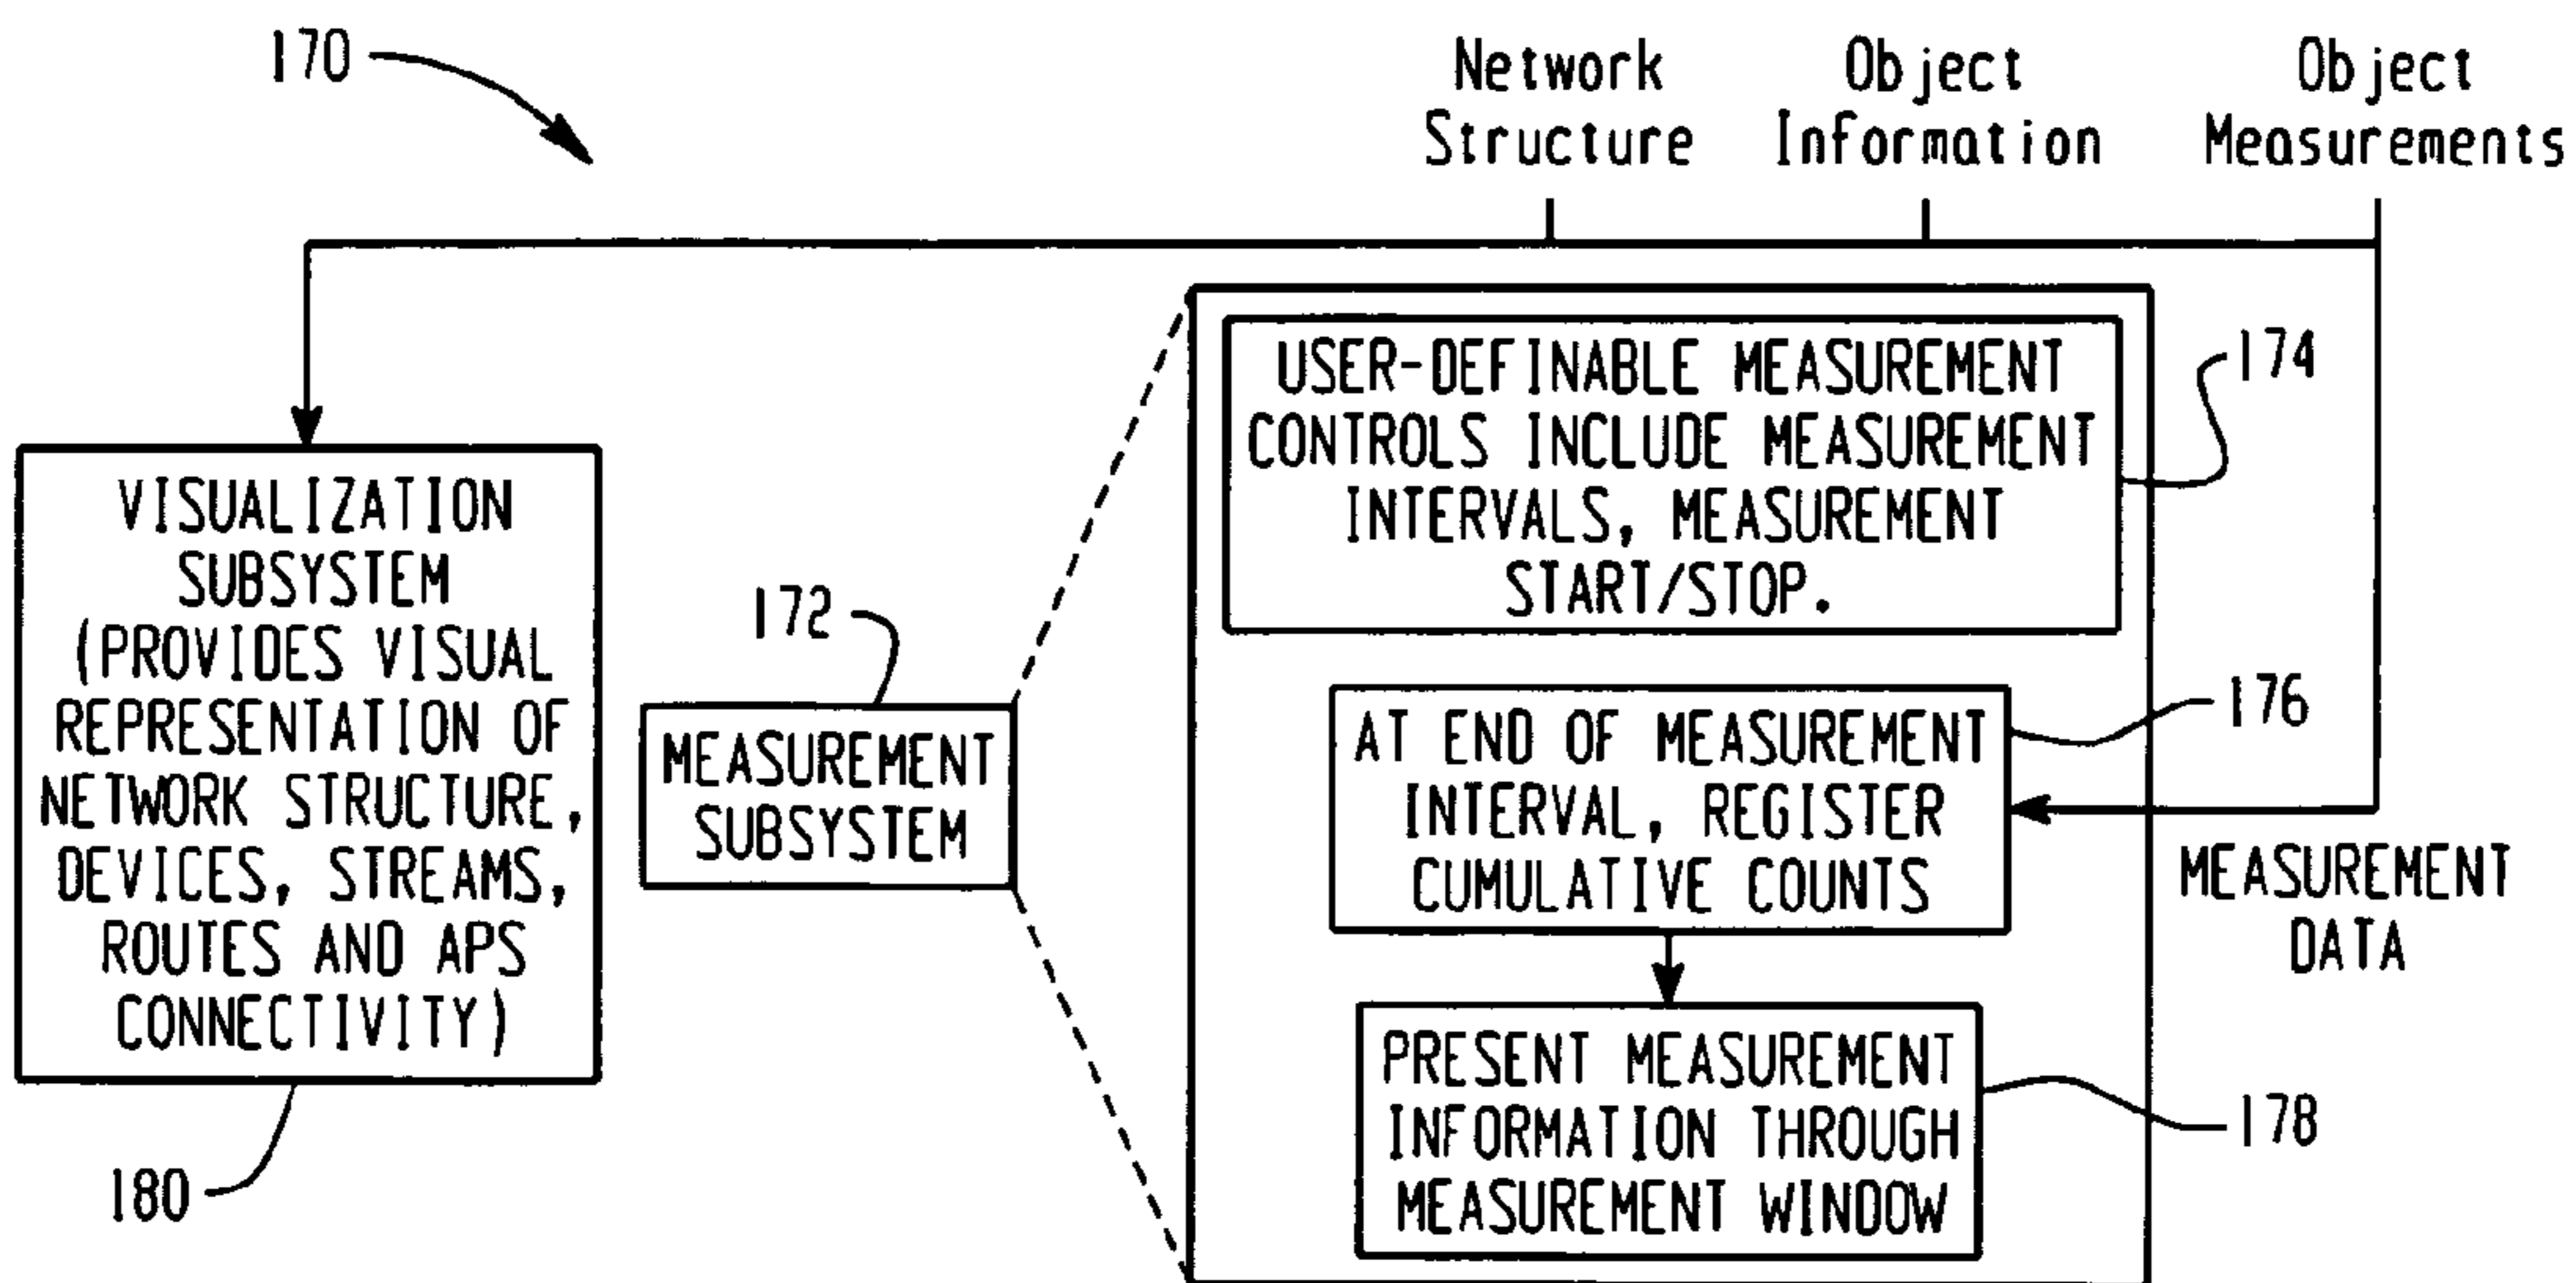 170
Network
Structure
Object
Information
Object
Measurements
USER-DEFINABLE MEASUREMENT
CONTROLS INCLUDE MEASUREMENT
INTERVALS, MEASUREMENT
START/STOP.
174
VISUALIZATION
SUBSYSTEM
(PROVIDES VISUAL
REPRESENTATION OF
NETWORK STRUCTURE,
DEVICES, STREAMS,
ROUTES AND APS
CONNECTIVITY)
180
172
MEASUREMENT
SUBSYSTEM
AT END OF MEASUREMENT
INTERVAL, REGISTER
CUMULATIVE COUNTS
176
MEASUREMENT
DATA
PRESENT MEASUREMENT
INFORMATION THROUGH
MEASUREMENT WINDOW
178